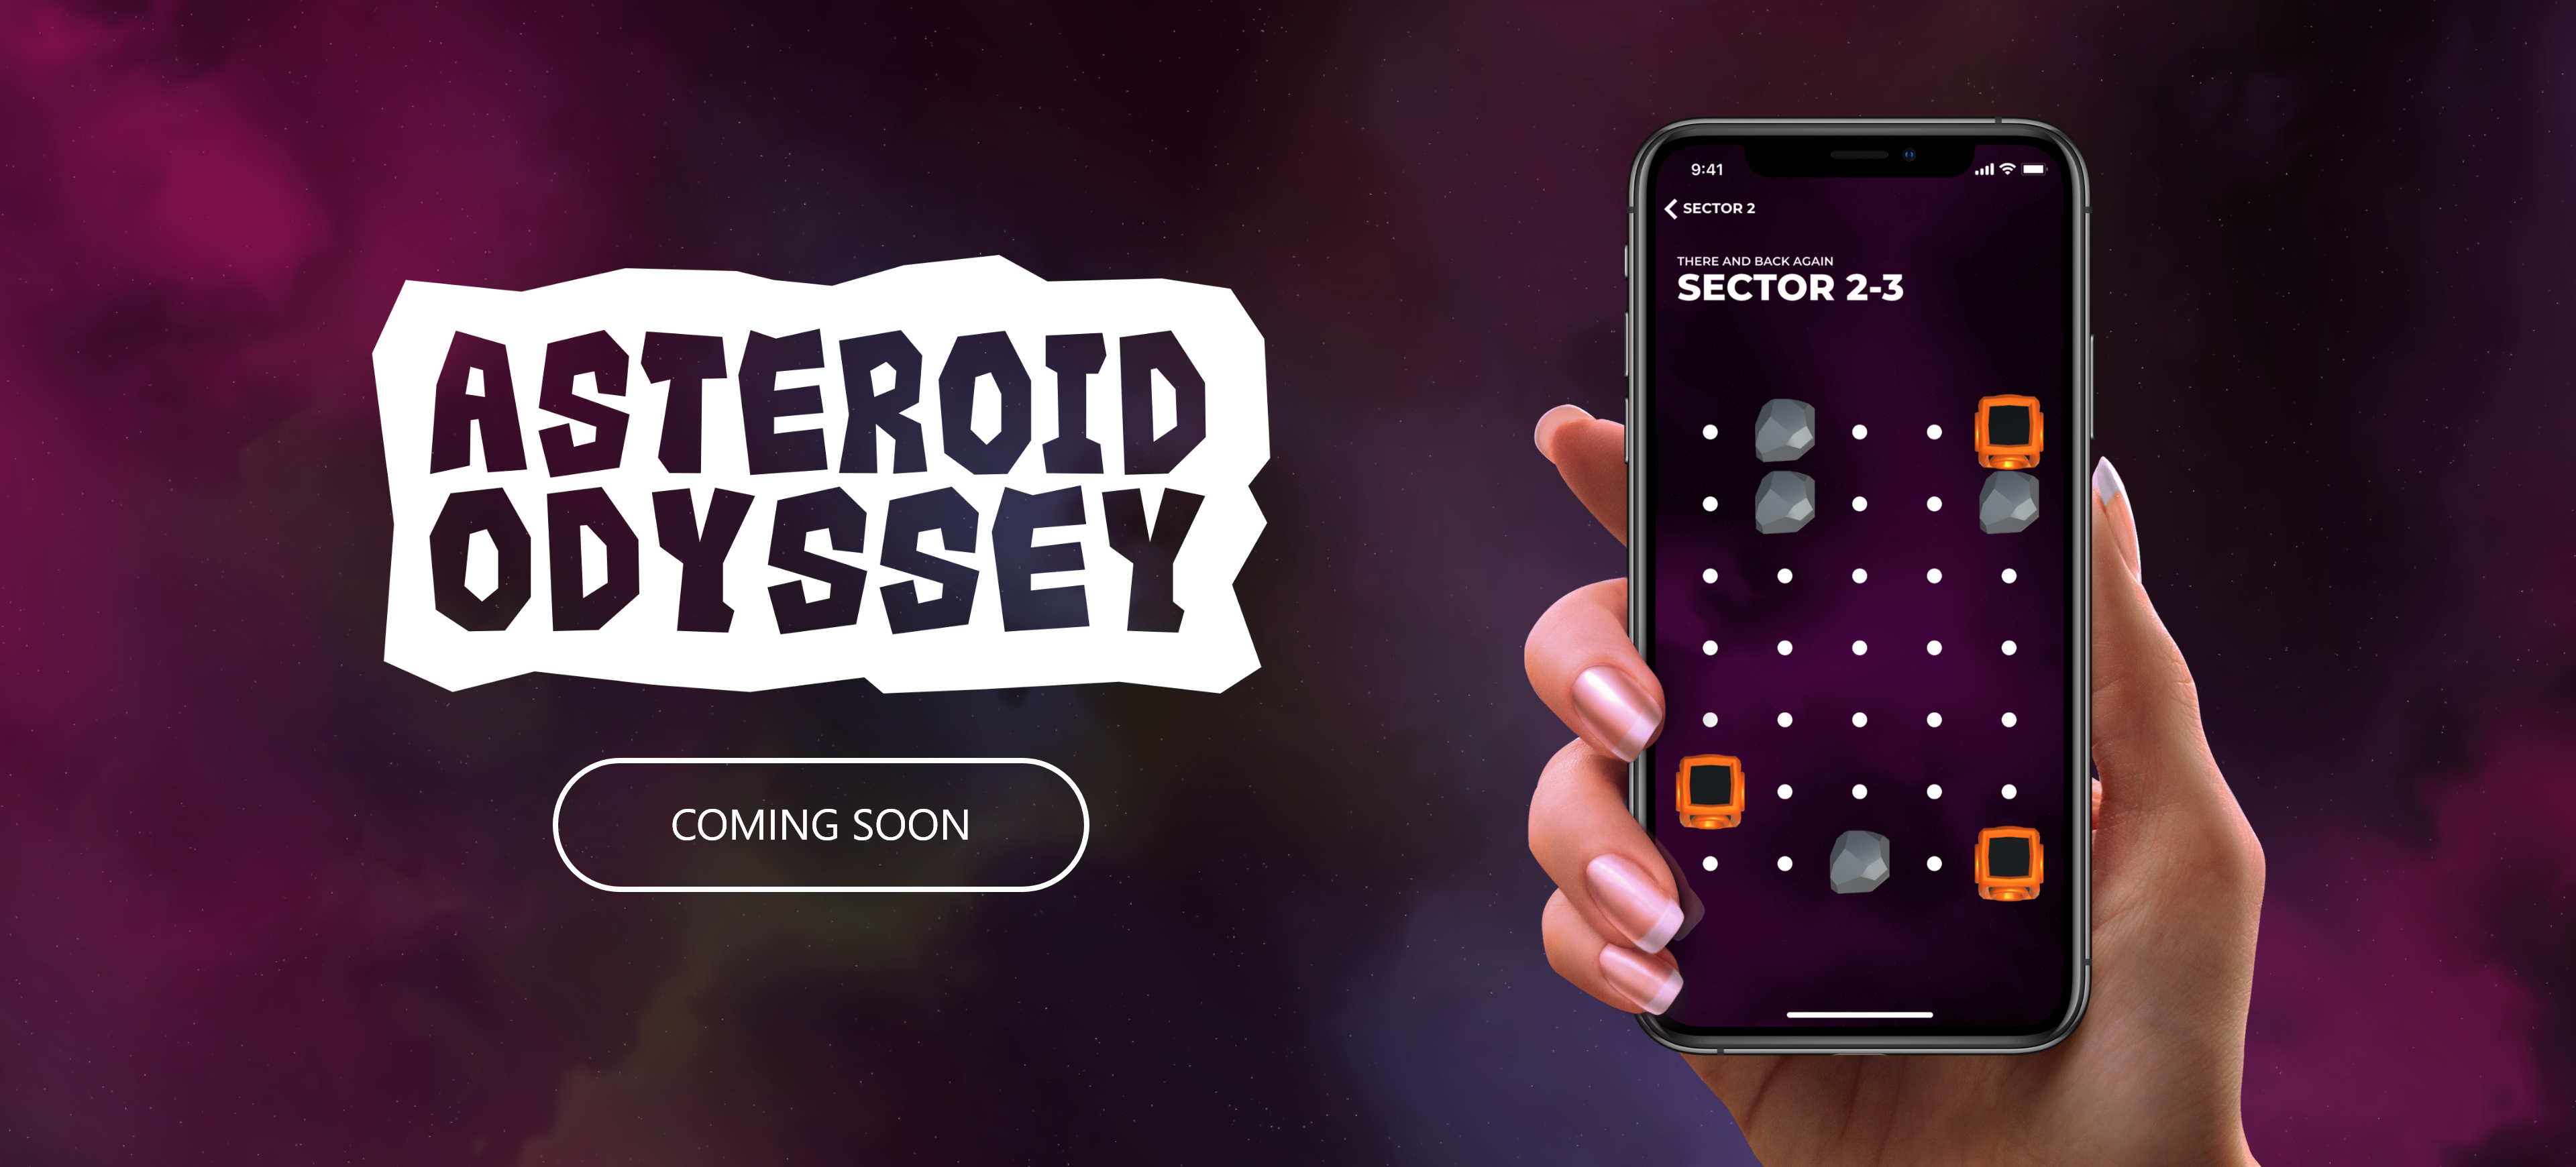 ASTEROID
ODYSSEY
COMING SOON
9:41
SECTOR 2
THERE AND BACK AGAIN
SECTOR 2-3